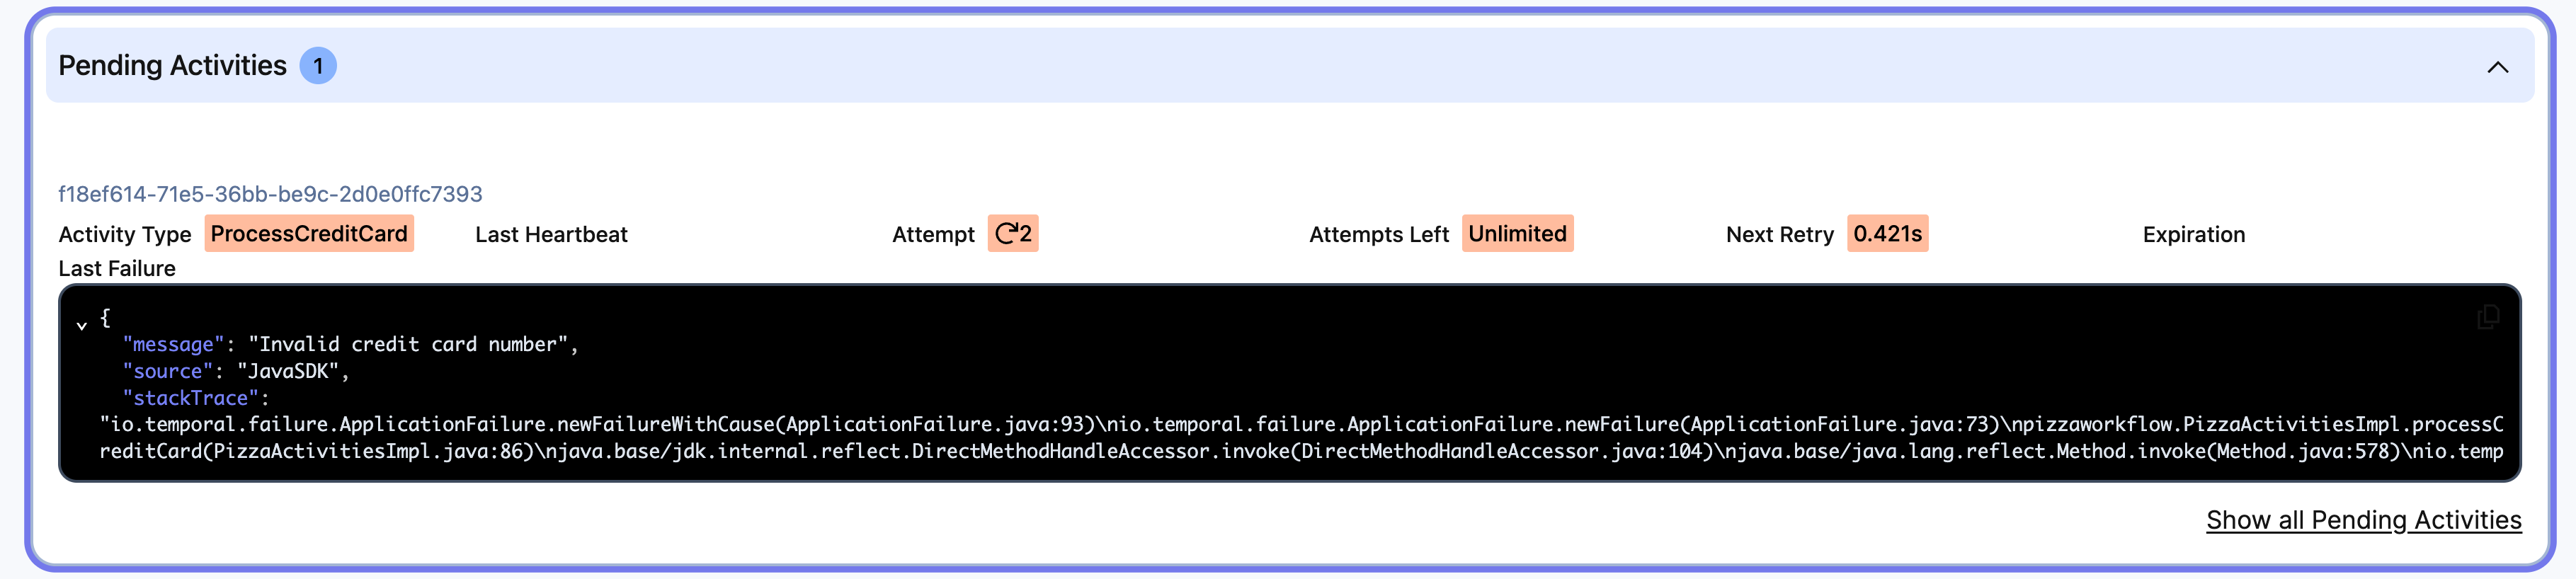 Pending Activities 1
f18ef614-71e5-36bb-be9c-2d0e0ffc7393
Activity Type ProcessCreditCard Last Heartbeat Attempt 2 Attempts Left Unlimited Next Retry 0.421s Expiration
Last Failure
{
"message": "Invalid credit card number",
"source": "JavaSDK",
"stackTrace":
"io.temporal.failure.ApplicationFailure.newFailureWithCause(ApplicationFailure.java:93)\nio.temporal.failure.ApplicationFailure.newFailure(ApplicationFailure.java:73)\npizzaworkflow.PizzaActivitiesImpl.processC
reditCard(PizzaActivitiesImpl.java:86)\njava.base/jdk.internal.reflect.DirectMethodHandleAccessor.invoke(DirectMethodHandleAccessor.java:104)\njava.base/java.lang.reflect.Method.invoke(Method.java:578)\nio.temp
Show all Pending Activities